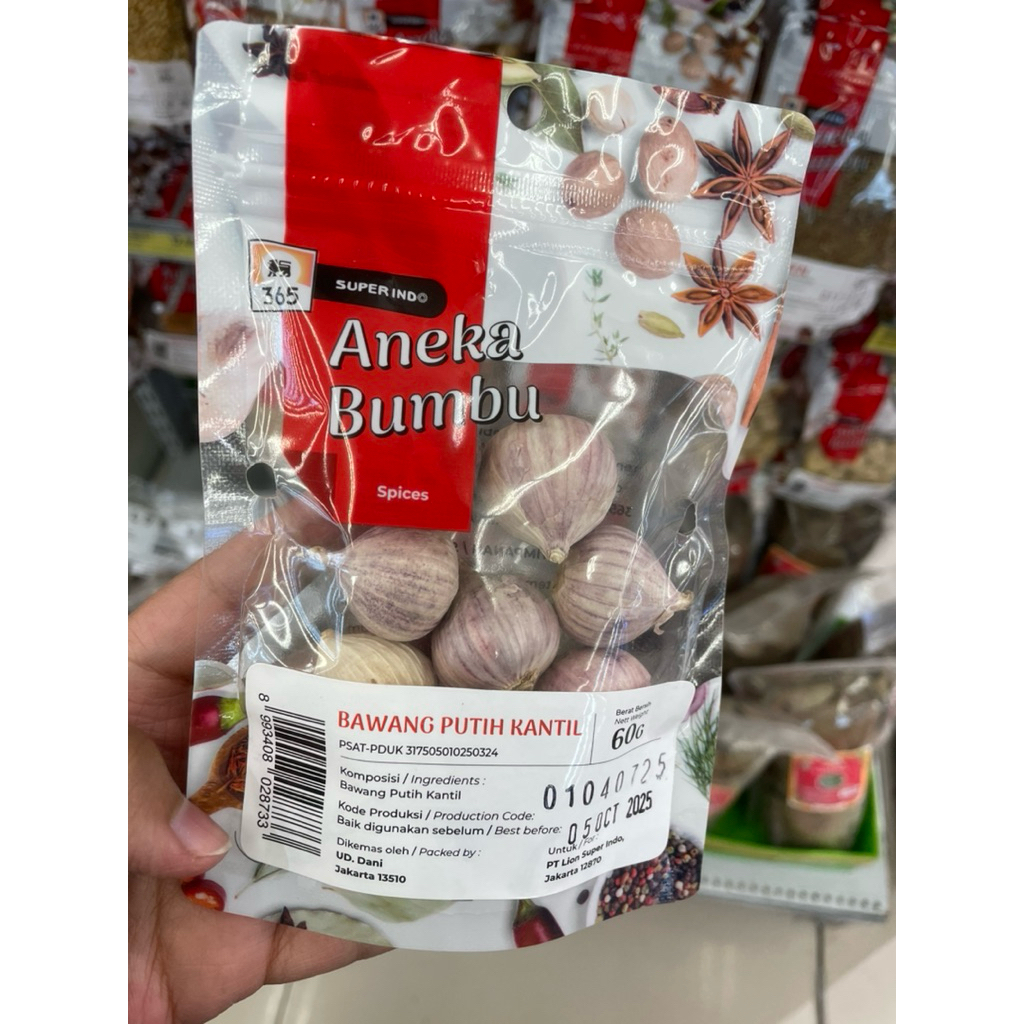 365
SUPER INDO
Aneka
Bumbu
Spices
BAWANG PUTIH KANTIL
PSAT-PDUK 317505010250324
Berat Bersih
Nett Weight
60G
Komposisi / Ingredients :
Bawang Putih Kantil
Kode Produksi / Production Code:
01040725
Baik digunakan sebelum / Best before:
05 OCT 2025
Dikemas oleh / Packed by :
UD. Dani
Jakarta 13510
Untuk / For :
PT Lion Super Indo,
Jakarta 12870
8 993408 028733